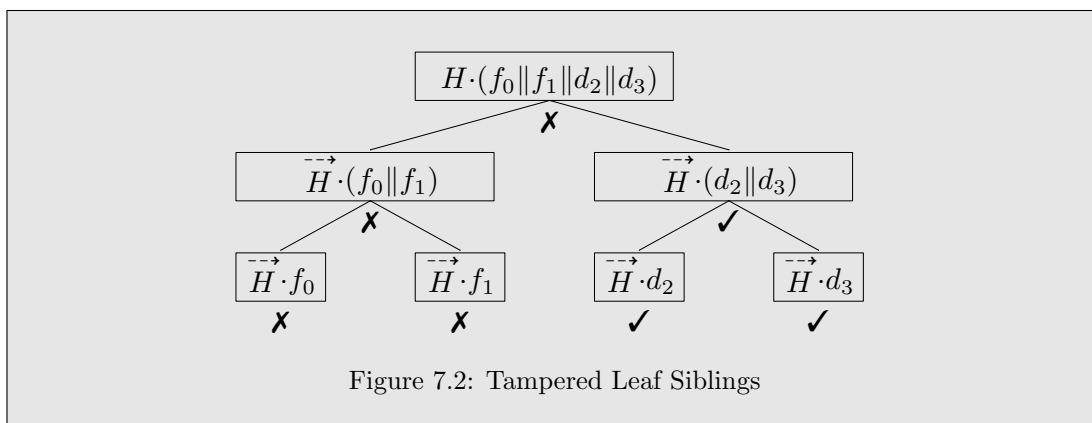 H·(f₀‖f₁‖d₂‖d₃)
✗
H⃗·(f₀‖f₁) H⃗·(d₂‖d₃)
✗ ✓
H⃗·f₀ H⃗·f₁ H⃗·d₂ H⃗·d₃
✗ ✗ ✓ ✓
Figure 7.2: Tampered Leaf Siblings